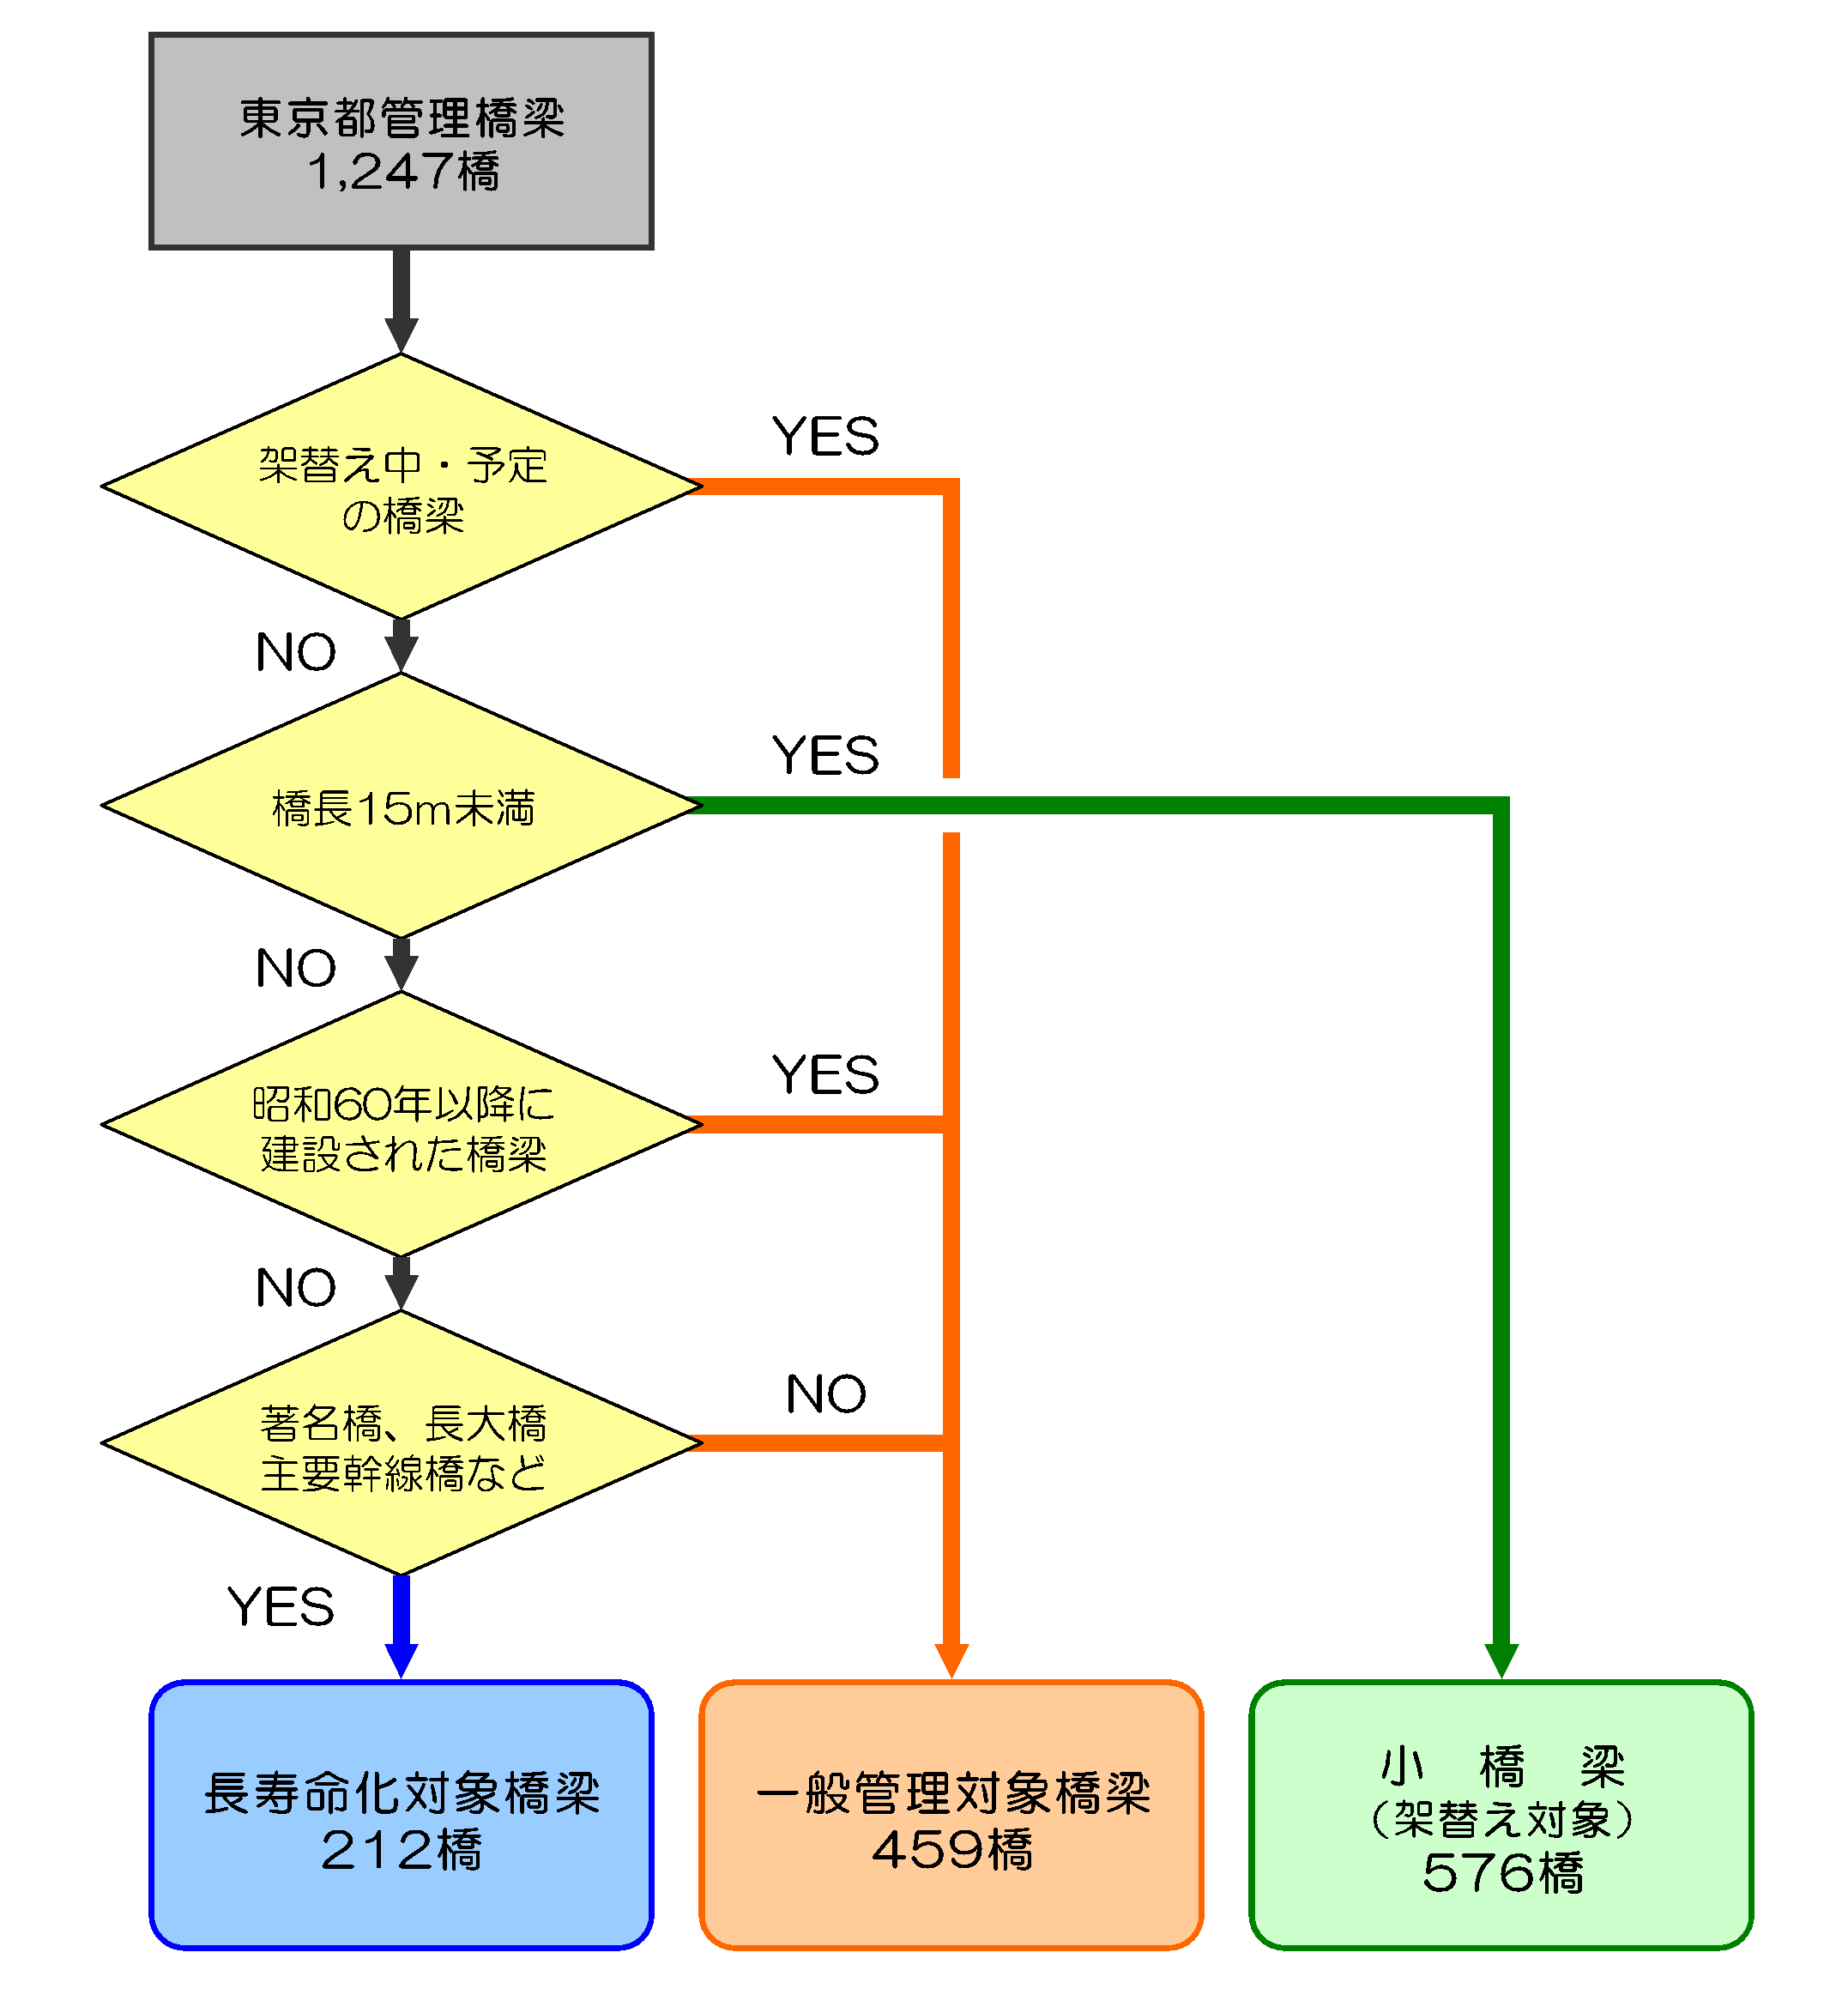 東京都管理橋梁
1,247橋
架替え中・予定
の橋梁
YES
NO
橋長15m未満
YES
NO
昭和60年以降に
建設された橋梁
YES
NO
著名橋、長大橋
主要幹線橋など
NO
YES
長寿命化対象橋梁
212橋
一般管理対象橋梁
459橋
小 橋 梁
（架替え対象）
576橋